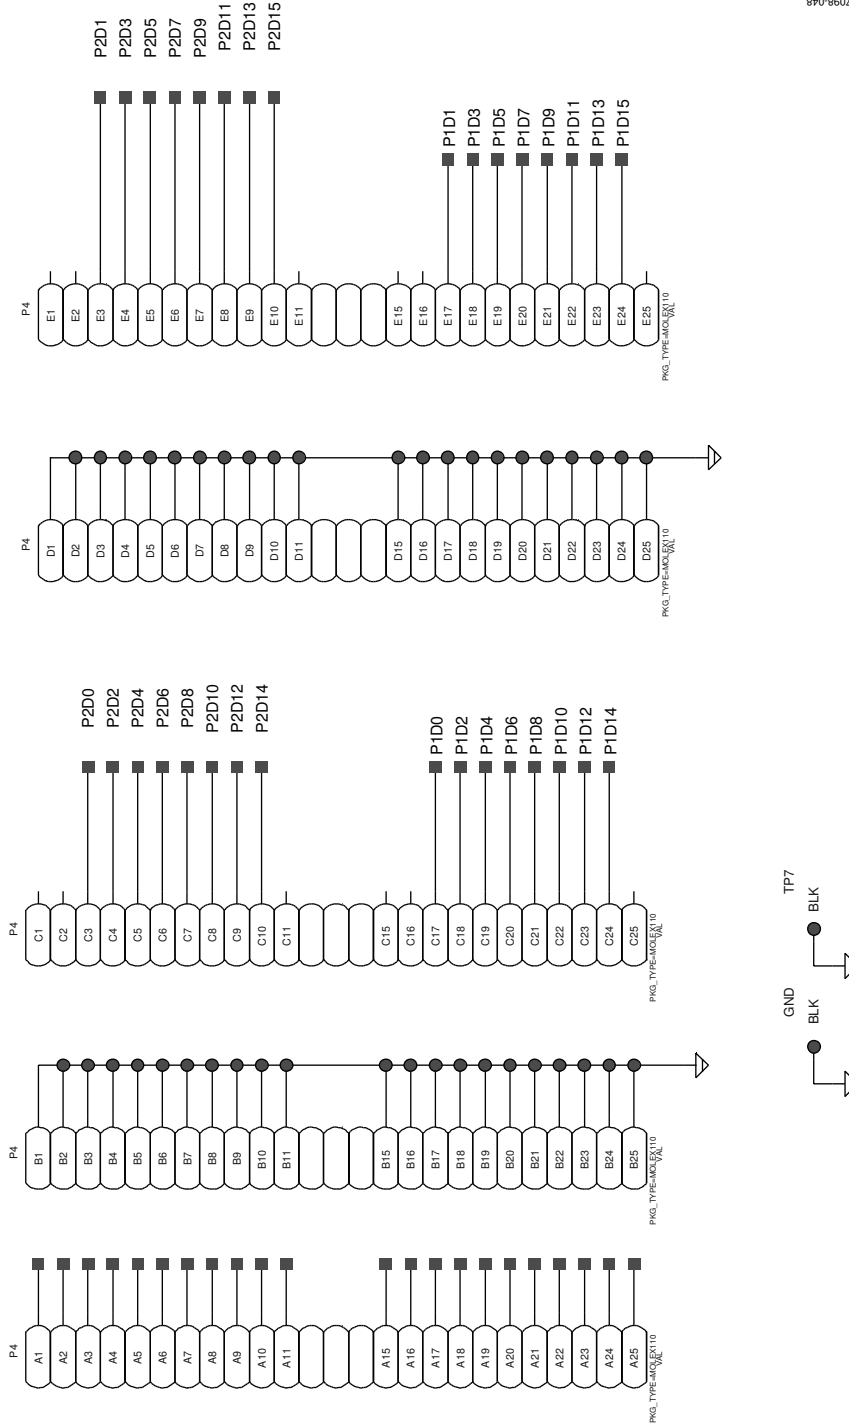 P2D1
P2D3
P2D5
P2D7
P2D9
P2D11
P2D13
P2D15
P1D1
P1D3
P1D5
P1D7
P1D9
P1D11
P1D13
P1D15
P4
E1
E2
E3
E4
E5
E6
E7
E8
E9
E10
E11
E15
E16
E17
E18
E19
E20
E21
E22
E23
E24
E25
PKG_TYPE=MOLEX110
VAL
P4
D1
D2
D3
D4
D5
D6
D7
D8
D9
D10
D11
D15
D16
D17
D18
D19
D20
D21
D22
D23
D24
D25
PKG_TYPE=MOLEX110
VAL
P2D0
P2D2
P2D4
P2D6
P2D8
P2D10
P2D12
P2D14
P1D0
P1D2
P1D4
P1D6
P1D8
P1D10
P1D12
P1D14
P4
C1
C2
C3
C4
C5
C6
C7
C8
C9
C10
C11
C15
C16
C17
C18
C19
C20
C21
C22
C23
C24
C25
PKG_TYPE=MOLEX110
VAL
TP7
BLK
GND
BLK
P4
B1
B2
B3
B4
B5
B6
B7
B8
B9
B10
B11
B15
B16
B17
B18
B19
B20
B21
B22
B23
B24
B25
PKG_TYPE=MOLEX110
VAL
P4
A1
A2
A3
A4
A5
A6
A7
A8
A9
A10
A11
A15
A16
A17
A18
A19
A20
A21
A22
A23
A24
A25
PKG_TYPE=MOLEX110
VAL